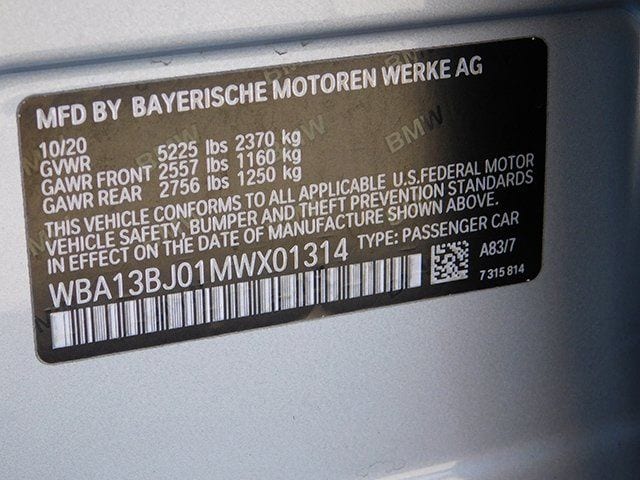 MFD BY BAYERISCHE MOTOREN WERKE AG
10/20
GVWR 5225 lbs 2370 kg
GAWR FRONT 2557 lbs 1160 kg
GAWR REAR 2756 lbs 1250 kg
THIS VEHICLE CONFORMS TO ALL APPLICABLE U.S.FEDERAL MOTOR
VEHICLE SAFETY, BUMPER AND THEFT PREVENTION STANDARDS
IN EFFECT ON THE DATE OF MANUFACTURE SHOWN ABOVE.
WBA13BJ01MWX01314 TYPE: PASSENGER CAR
A83/7
7 315 814
BMW